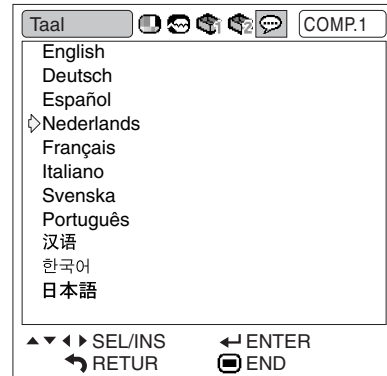 Taal COMP.1
English
Deutsch
Español
Nederlands
Français
Italiano
Svenska
Português
汉语
한국어
日本語
SEL/INS ENTER
RETUR END